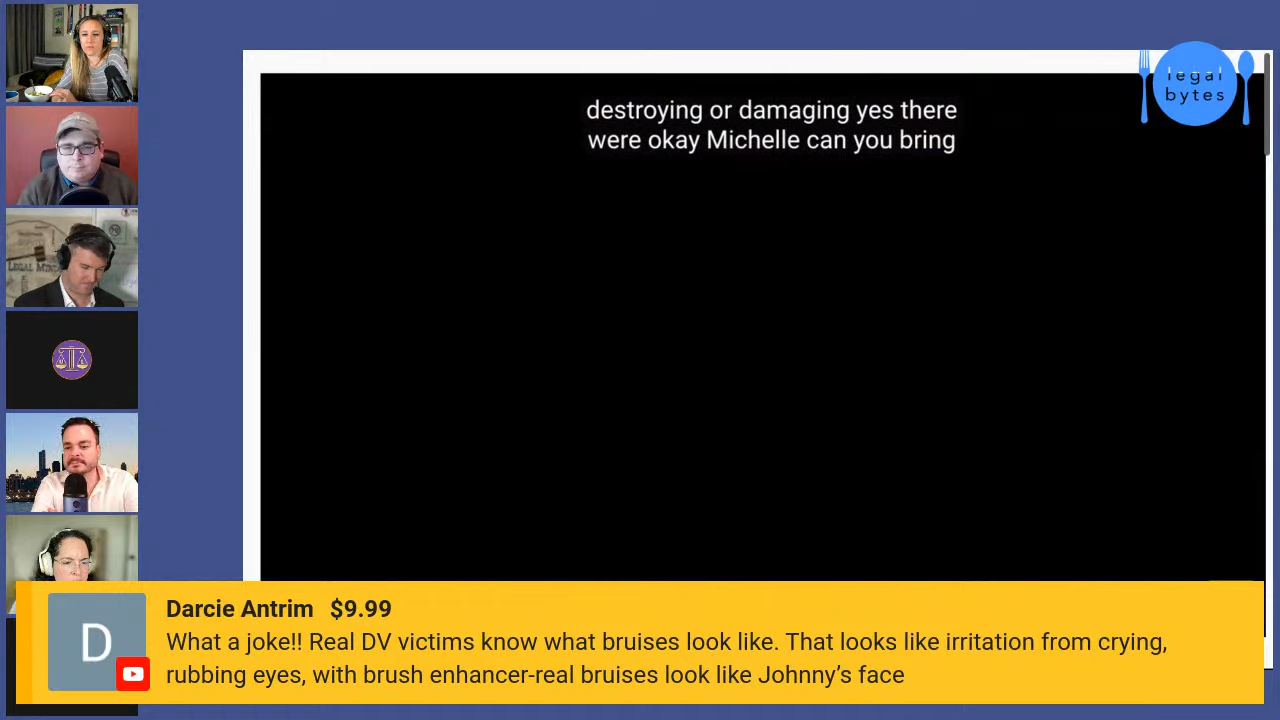 legal
bytes
destroying or damaging yes there
were okay Michelle can you bring
LEGAL MIN
D
Darcie Antrim $9.99
What a joke!! Real DV victims know what bruises look like. That looks like irritation from crying,
rubbing eyes, with brush enhancer-real bruises look like Johnny’s face